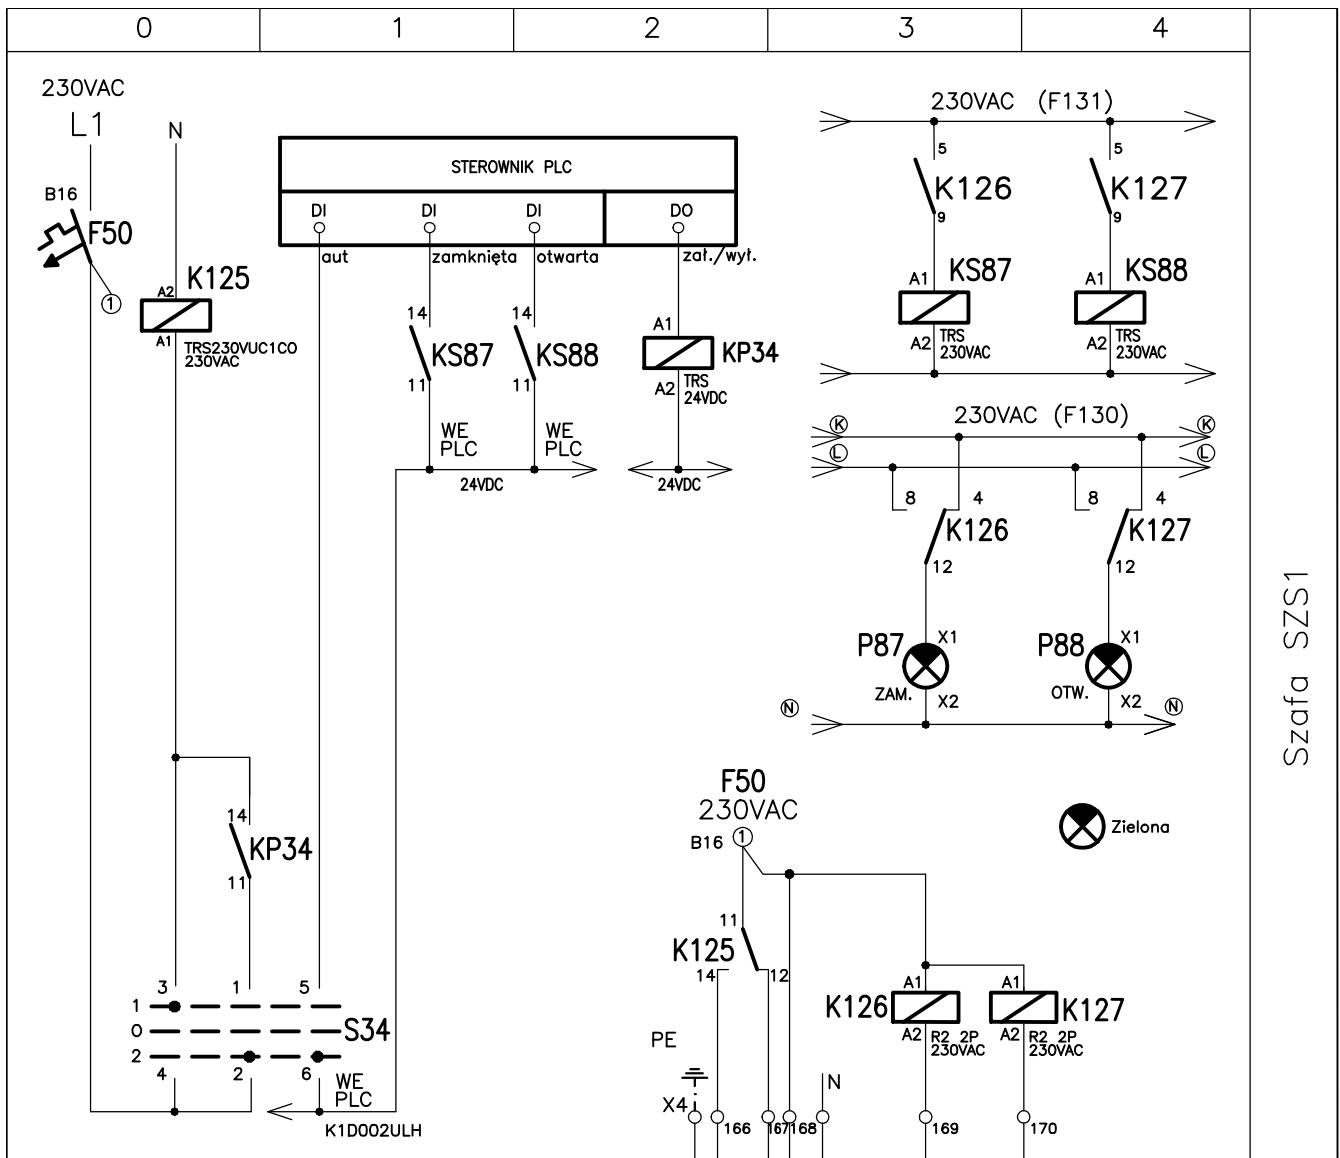 0 1 2 3 4
230VAC
L1
N
B16
F50
1
A2
K125
A1
TRS230VUC1CO
230VAC
STEROWNIK PLC
DI DI DI DO
aut zamknięta otwarta zał./wył.
14 14
KS87 KS88
11 11
A1
KP34
A2
TRS
24VDC
WE
PLC
WE
PLC
24VDC 24VDC
230VAC (F131)
5 5
K126 K127
9 9
A1 KS87 A1 KS88
A2 TRS
230VAC
A2 TRS
230VAC
230VAC (F130)
K K
L L
8 4 8 4
K126 K127
12 12
P87 X1 P88 X1
ZAM. X2 OTW. X2
N N
Zielona
14
KP34
11
3 1 5
1
0 S34
2
4 2 6
WE
PLC
K1D002ULH
F50
230VAC
B16 1
11
K125
14 12
A1 A1
K126 K127
A2 R2 2P
230VAC
A2 R2 2P
230VAC
PE
N
X4
166 167 168 169 170
Szafa SZS1